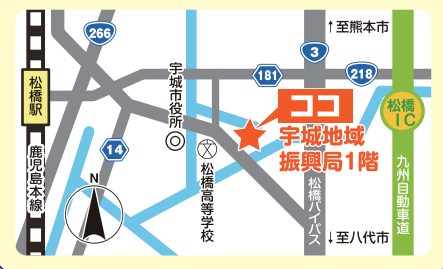 266
↑至熊本市
3
181
218
ココ
宇城地域
振興局1階
松橋
IC
松橋駅
宇城市役所
14
文
松橋高等学校
鹿児島本線
N
松橋バイパス
九州自動車道
↓至八代市